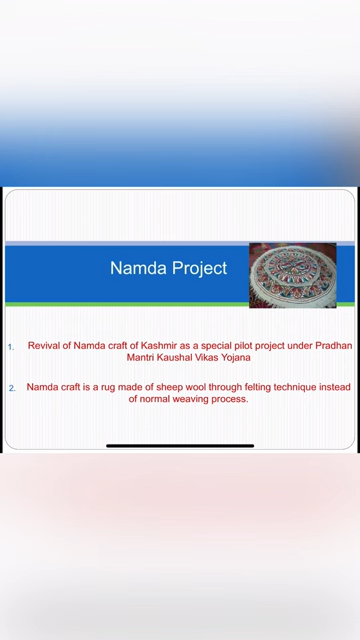 Namda Project
1. Revival of Namda craft of Kashmir as a special pilot project under Pradhan
Mantri Kaushal Vikas Yojana
2. Namda craft is a rug made of sheep wool through felting technique instead
of normal weaving process.